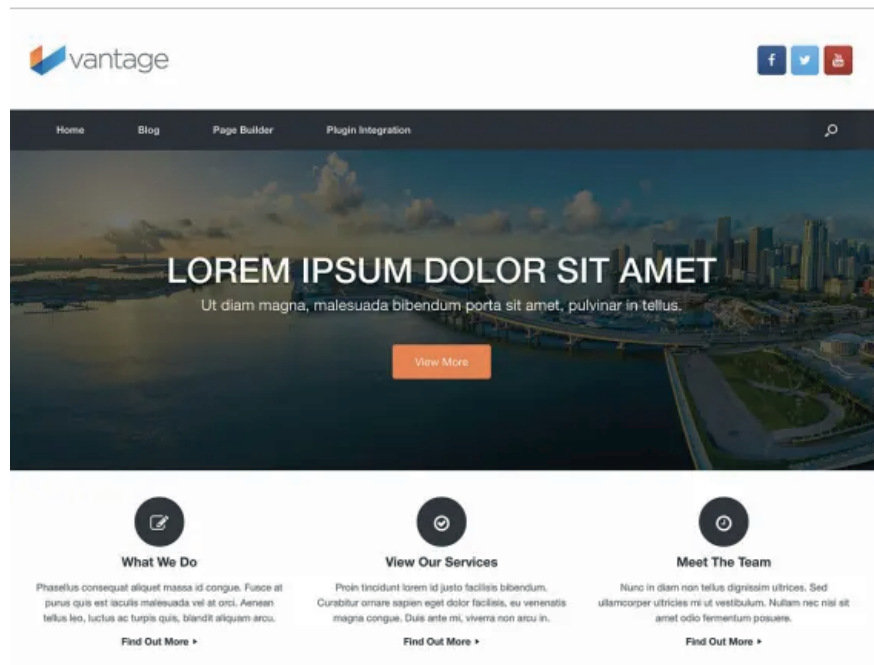 vantage
Home Blog Page Builder Plugin Integration
LOREM IPSUM DOLOR SIT AMET
Ut diam magna, malesuada bibendum porta sit amet, pulvinar in tellus.
View More
What We Do
Phasellus consequat aliquet massa id congue. Fusce at
purus quis est iaculis malesuada vel at orci. Aenean
tellus leo, luctus ac turpis quis, blandit aliquam arcu.
Find Out More
View Our Services
Proin tincidunt lorem id justo facilisis bibendum.
Curabitur ornare sapien eget dolor facilisis, eu venenatis
magna congue. Duis ante mi, viverra non arcu in.
Find Out More
Meet The Team
Nunc in diam non tellus dignissim ultrices. Sed
ullamcorper ultricies mi ut vestibulum. Nullam nec nisi sit
amet odio fermentum posuere.
Find Out More